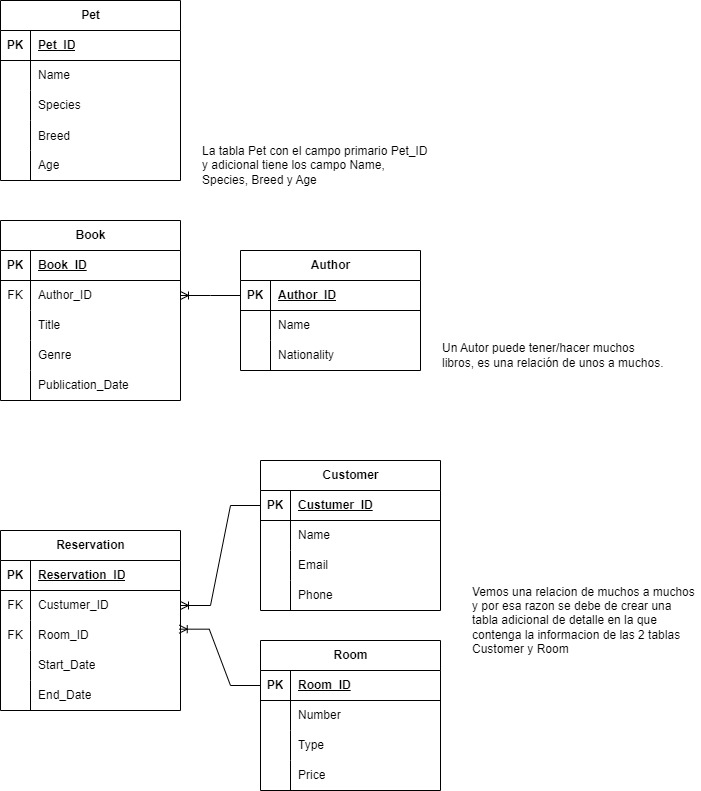 Pet
PK Pet_ID
Name
Species
Breed
Age
La tabla Pet con el campo primario Pet_ID
y adicional tiene los campo Name,
Species, Breed y Age
Book
PK Book_ID
FK Author_ID
Title
Genre
Publication_Date
Author
PK Author_ID
Name
Nationality
Un Autor puede tener/hacer muchos
libros, es una relación de unos a muchos.
Customer
PK Custumer_ID
Name
Email
Phone
Reservation
PK Reservation_ID
FK Custumer_ID
FK Room_ID
Start_Date
End_Date
Room
PK Room_ID
Number
Type
Price
Vemos una relacion de muchos a muchos
y por esa razon se debe de crear una
tabla adicional de detalle en la que
contenga la informacion de las 2 tablas
Customer y Room